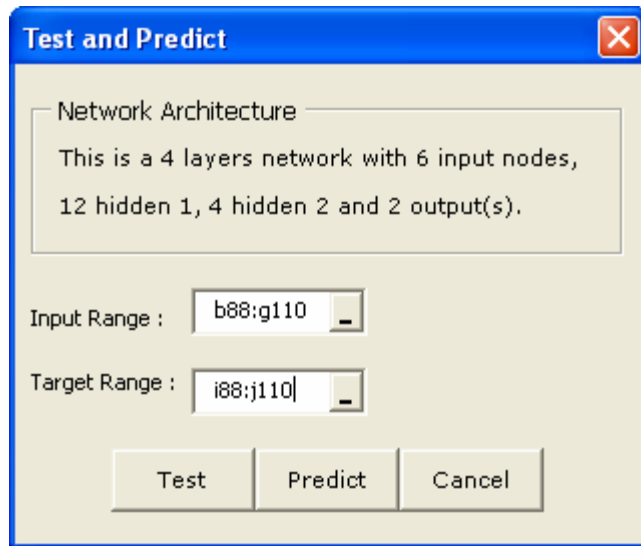 Test and Predict
Network Architecture
This is a 4 layers network with 6 input nodes,
12 hidden 1, 4 hidden 2 and 2 output(s).
Input Range : b88:g110
Target Range : i88:j110
Test Predict Cancel